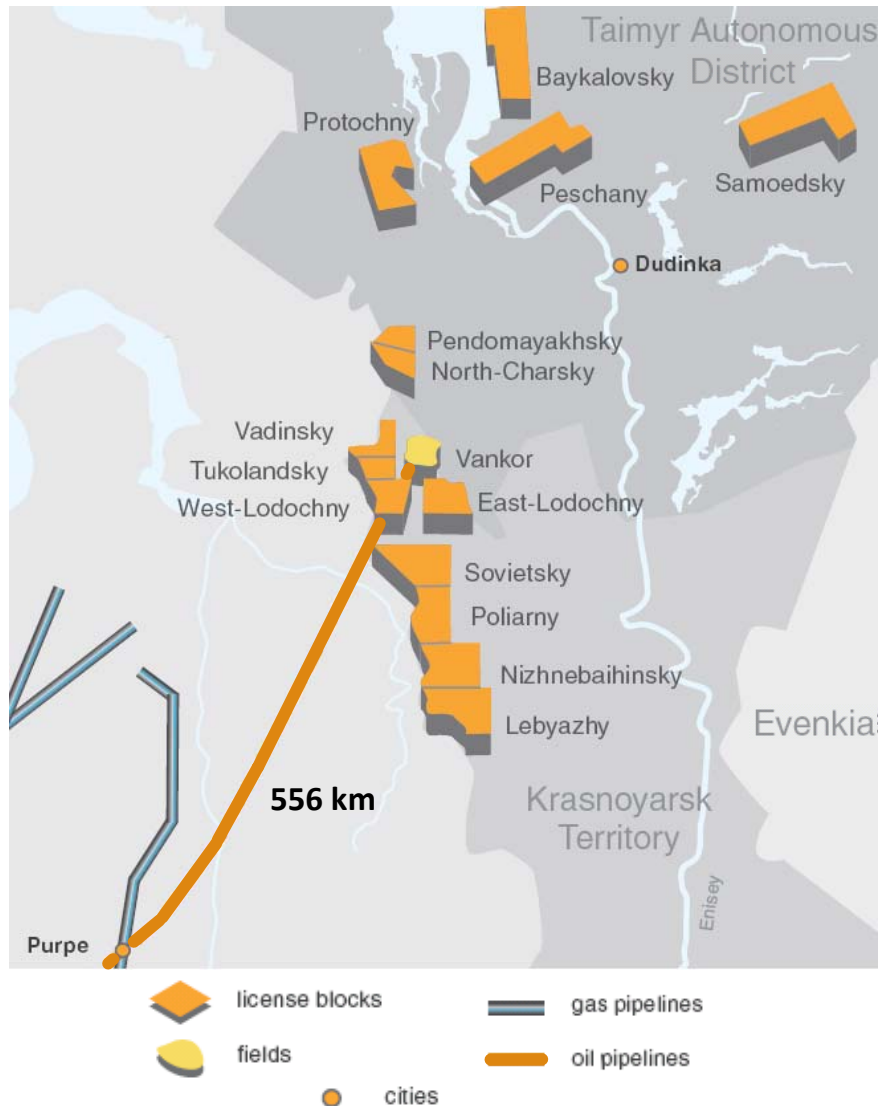 Taimyr Autonomous
District
Baykalovsky
Protochny
Peschany
Samoedsky
Dudinka
Pendomayakhsky
North-Charsky
Vadinsky
Tukolandsky
Vankor
West-Lodochny
East-Lodochny
Sovietsky
Poliarny
Nizhnebaihinsky
Lebyazhy
Evenkia
556 km
Krasnoyarsk
Territory
Enisey
Purpe
license blocks
gas pipelines
fields
oil pipelines
cities